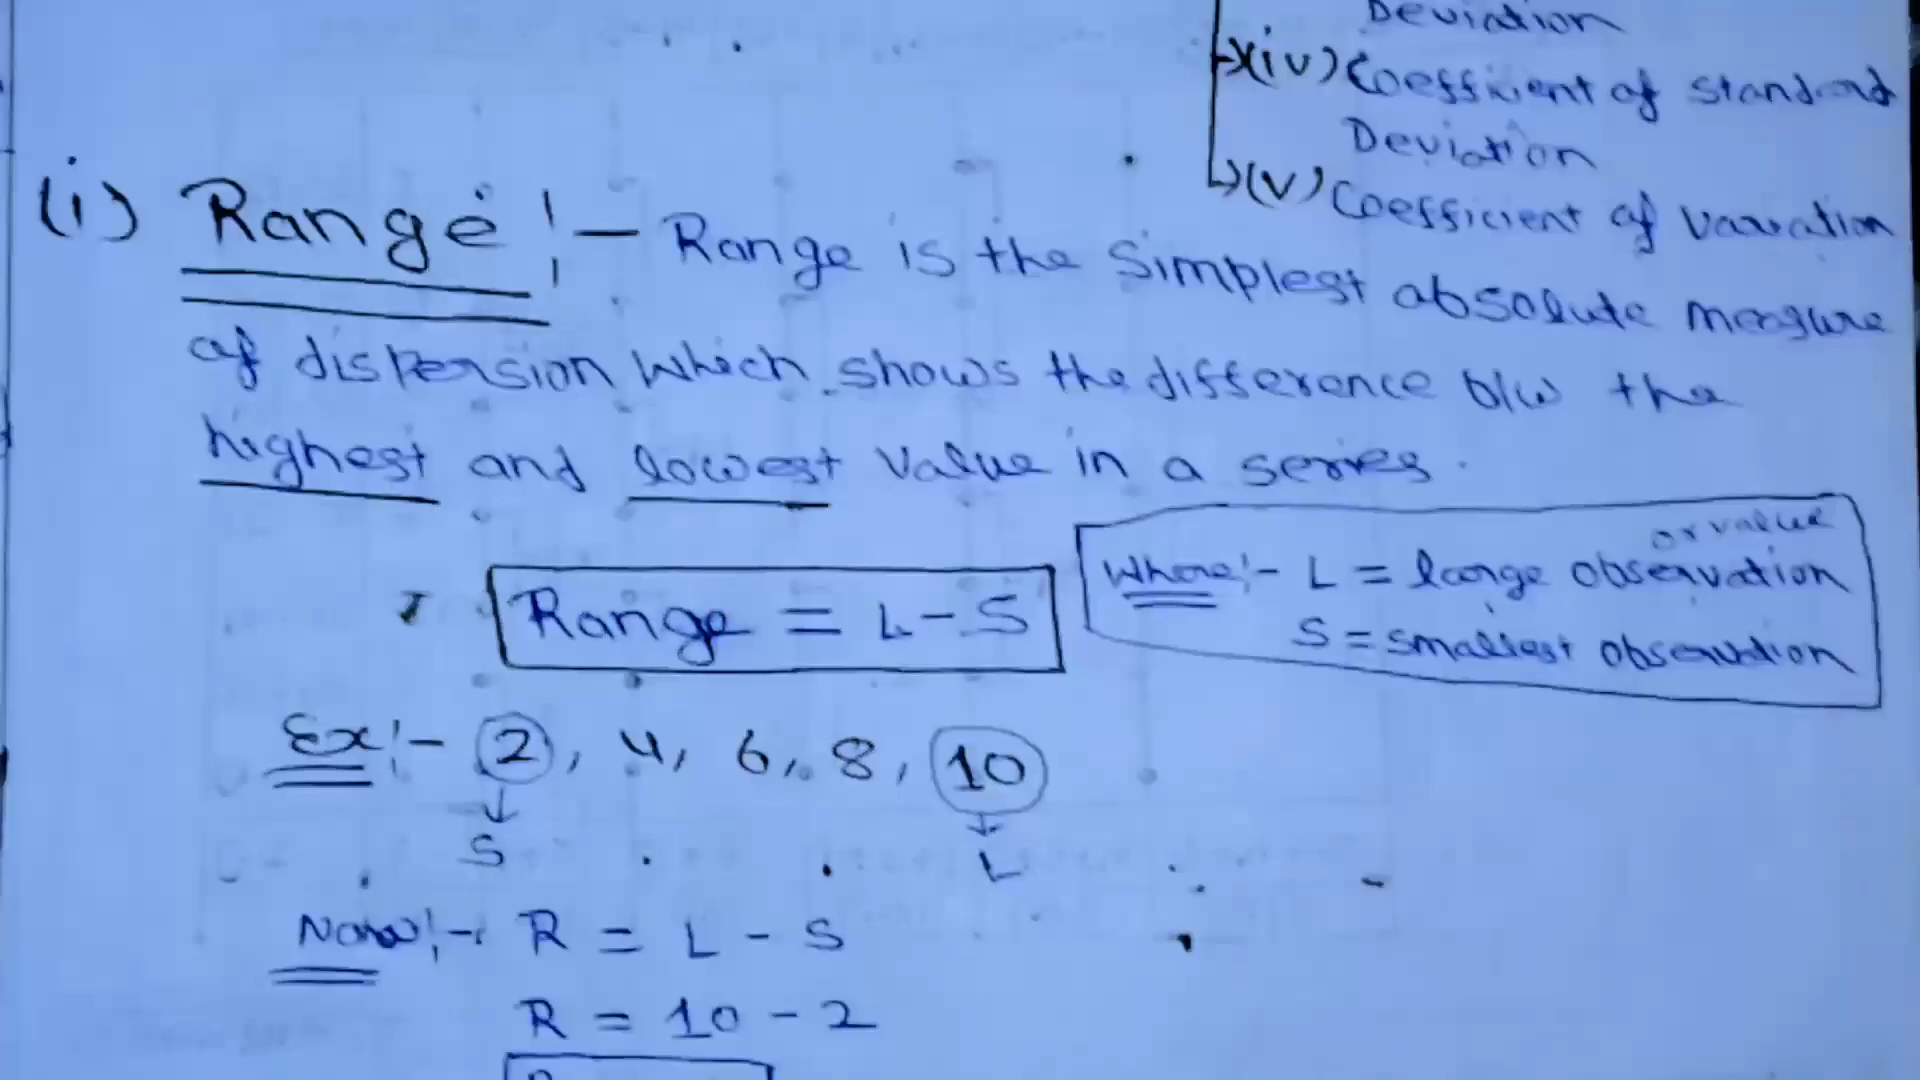 Deviation
(iv) Coefficient of standard
Deviation
(v) Coefficient of variation
(i) Range :- Range is the simplest absolute measure
of dispersion which shows the difference b/w the
highest and lowest value in a series.
Range = L - S
or value
Where:- L = large observation
S = smallest observation
Ex:- 2, 4, 6, 8, 10
S L
Now:- R = L - S
R = 10 - 2